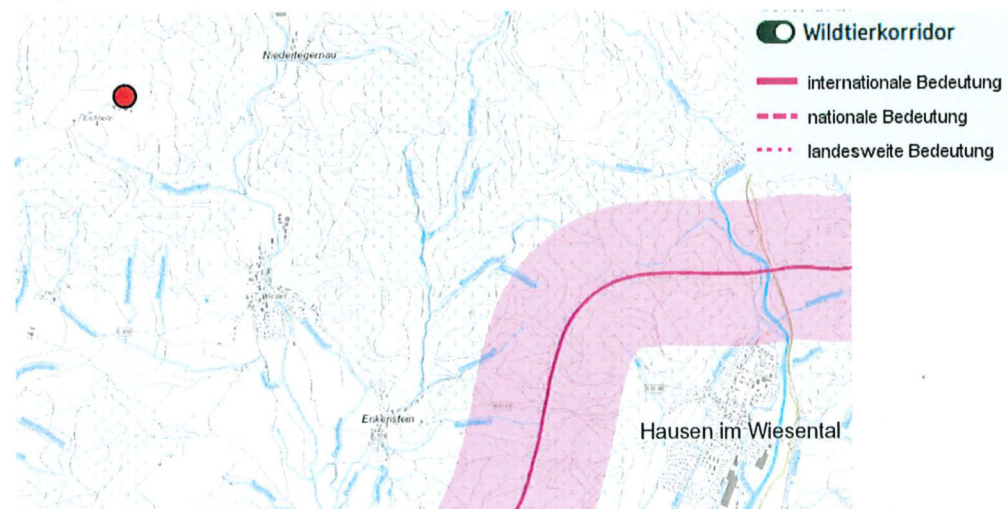 Wildtierkorridor
Niedertegernau
internationale Bedeutung
nationale Bedeutung
landesweite Bedeutung
Enkenstein
Hausen im Wiesental